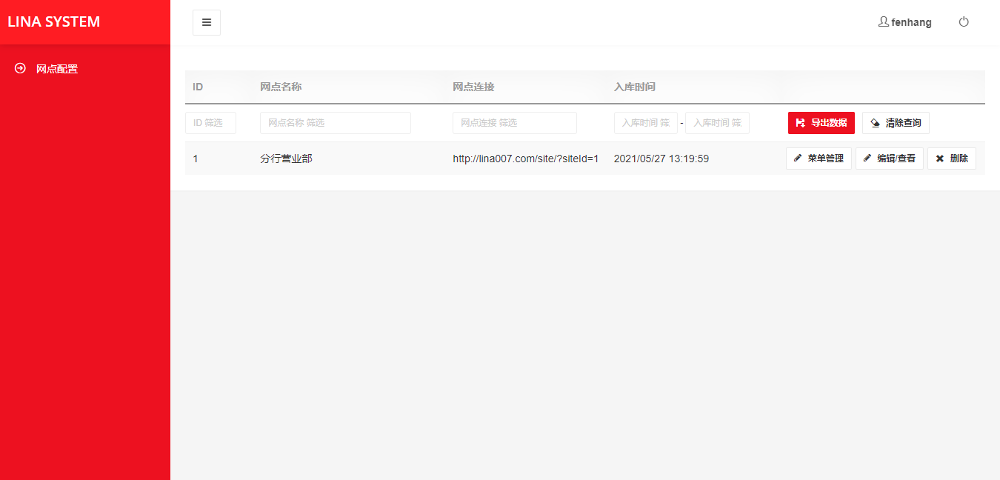 LINA SYSTEM
fenhang
网点配置
ID 网点名称 网点连接 入库时间
ID 筛选 网点名称 筛选 网点连接 筛选 入库时间 筛 - 入库时间 筛 导出数据 清除查询
1 分行营业部 http://lina007.com/site/?siteId=1 2021/05/27 13:19:59 菜单管理 编辑/查看 删除